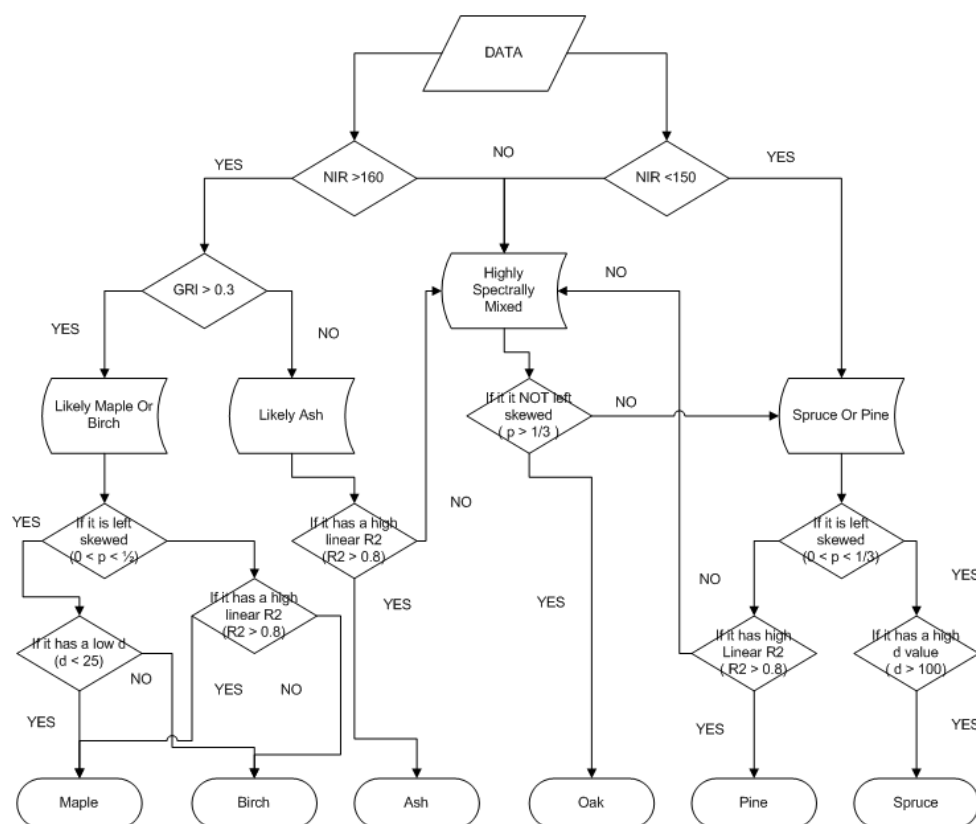 DATA
YES
NO
YES
NIR >160
NIR <150
GRI > 0.3
Highly
Spectrally
Mixed
NO
YES
NO
Likely Maple Or
Birch
Likely Ash
If it it NOT left
skewed
( p > 1/3 )
NO
Spruce Or Pine
YES
If it is left
skewed
(0 < p < ½)
If it has a high
linear R2
(R2 > 0.8)
NO
If it is left
skewed
(0 < p < 1/3)
If it has a high
linear R2
(R2 > 0.8)
YES
YES
NO
YES
If it has a low d
(d < 25)
NO
YES
NO
If it has high
Linear R2
( R2 > 0.8)
If it has a high
d value
( d > 100)
YES
YES
YES
Maple
Birch
Ash
Oak
Pine
Spruce